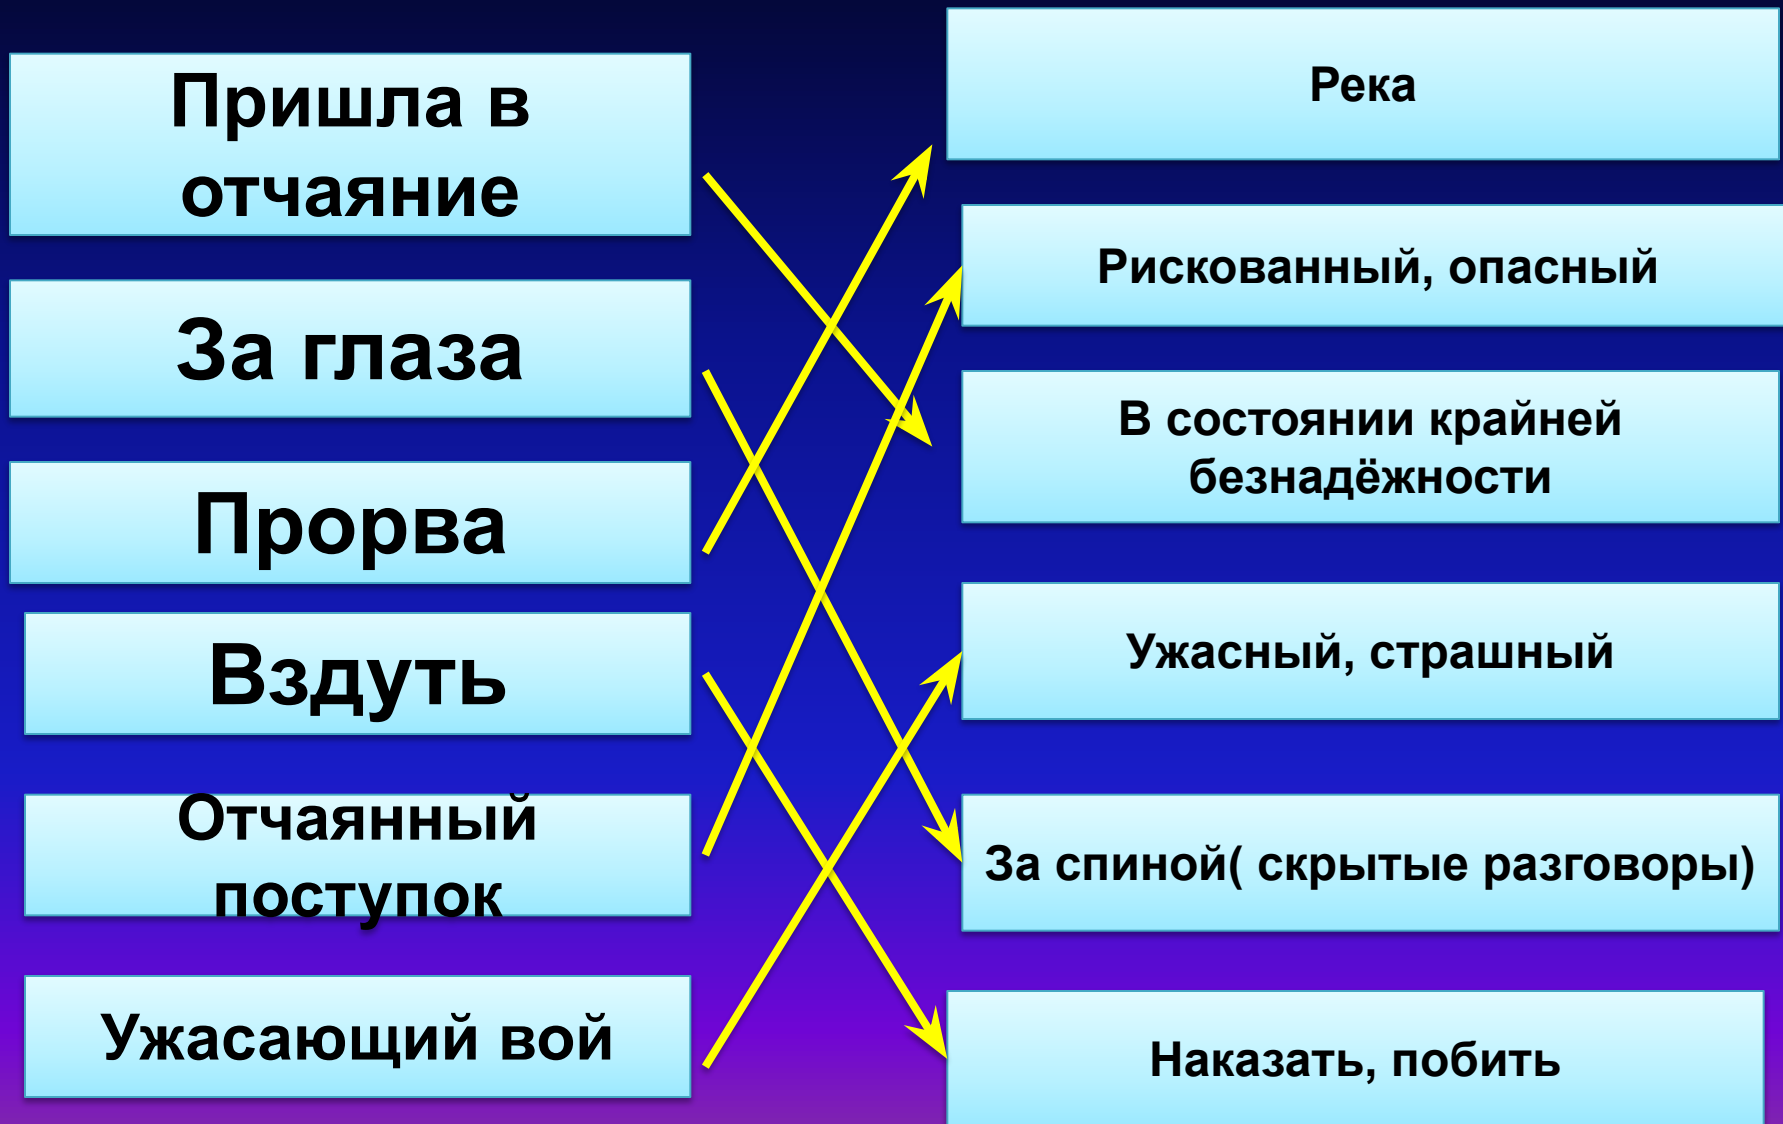 Пришла в
отчаяние
За глаза
Прорва
Вздуть
Отчаянный
поступок
Ужасающий вой
Река
Рискованный, опасный
В состоянии крайней
безнадёжности
Ужасный, страшный
За спиной( скрытые разговоры)
Наказать, побить